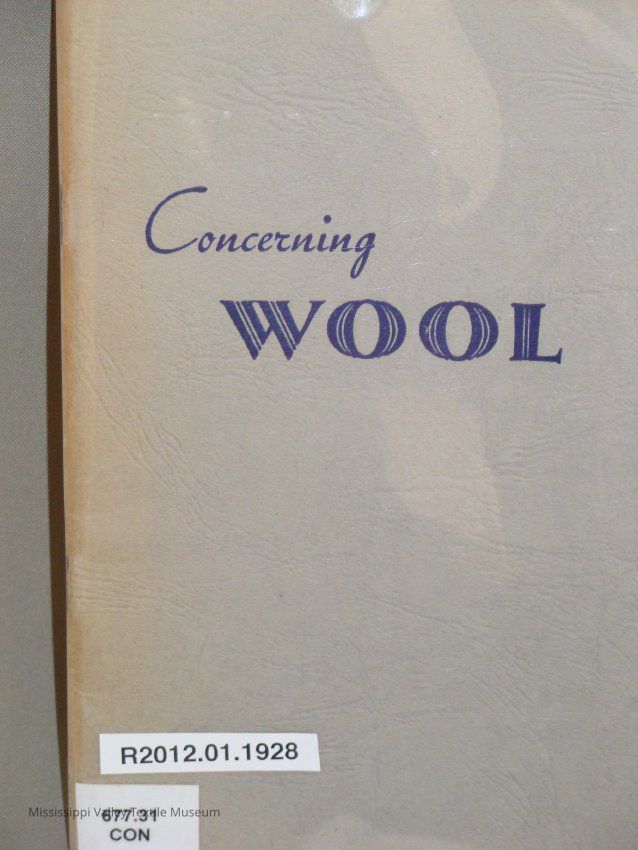 Concerning
WOOL
R2012.01.1928
Mississippi Valley Textile Museum
677.31
CON